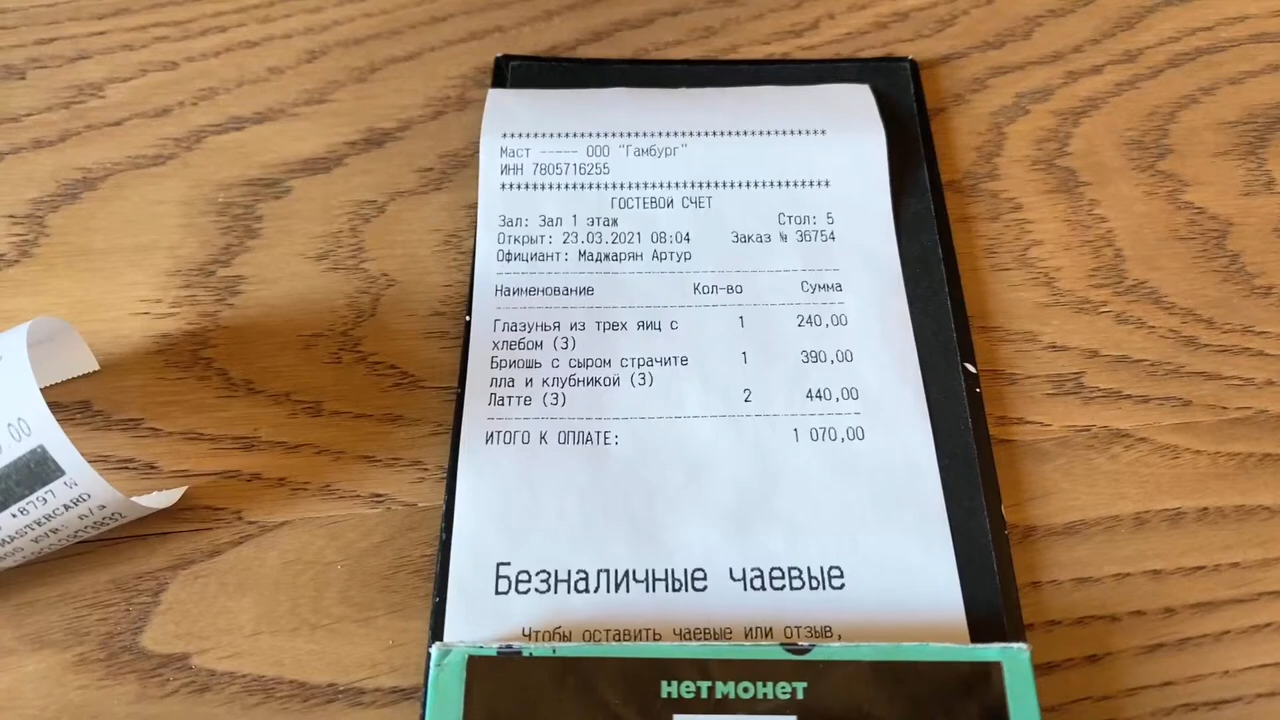 ****************************************
Маст ----- ООО "Гамбург"
ИНН 7805716255
****************************************
ГОСТЕВОЙ СЧЕТ
Зал: Зал 1 этаж Стол: 5
Открыт: 23.03.2021 08:04 Заказ № 36754
Официант: Маджарян Артур
Наименование Кол-во Сумма
Глазунья из трех яиц с 1 240,00
хлебом (3)
Бриошь с сыром страчите 1 390,00
лла и клубникой (3)
Латте (3) 2 440,00
ИТОГО К ОПЛАТЕ: 1 070,00
Безналичные чаевые
Чтобы оставить чаевые или отзыв,
нетмонет
.00
*8797 W
MASTERCARD
KVR: n/a